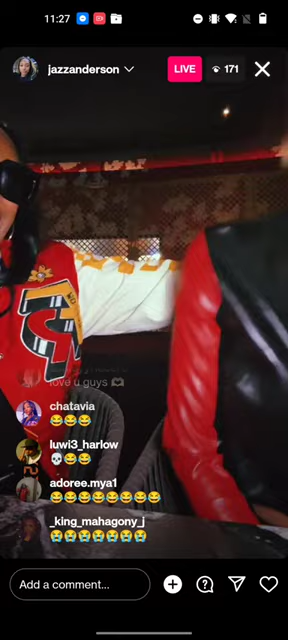 11:27
jazzanderson
LIVE
171
love u guys 🫶
chatavia
😂😂😂
luwi3_harlow
💀😂😂
adoree.mya1
😂😂😂😂😂😂😂😂
_king_mahagony_j
😭😭😭😭😭😭😭
Add a comment...